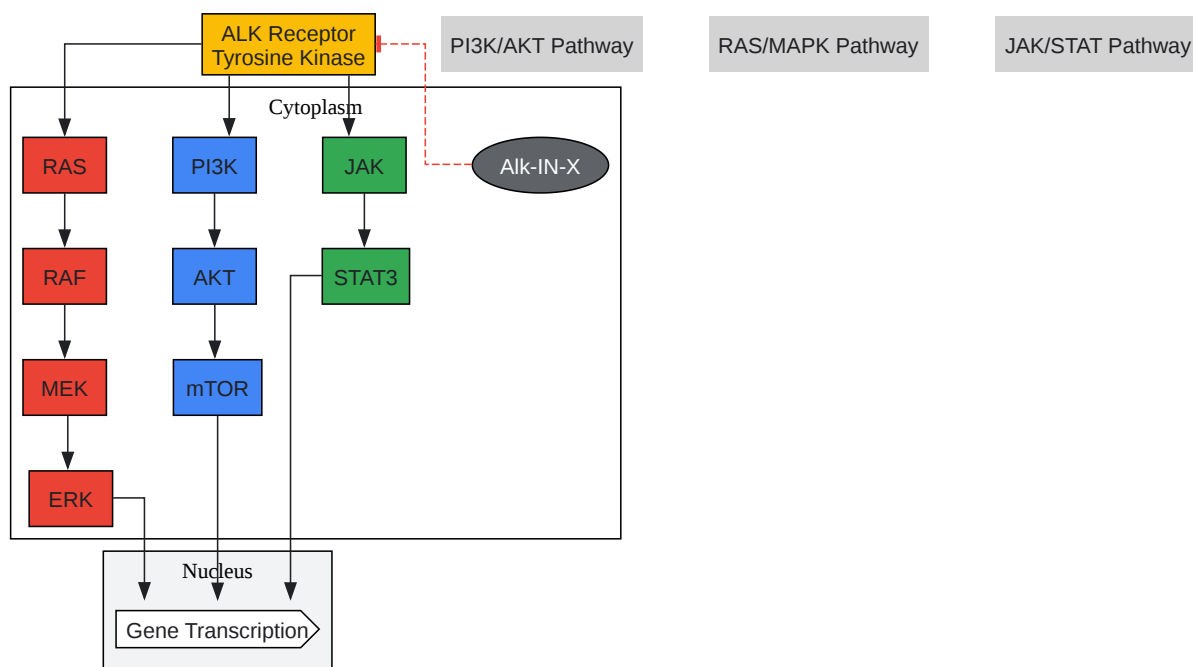 ALK Receptor
Tyrosine Kinase
PI3K/AKT Pathway
RAS/MAPK Pathway
JAK/STAT Pathway
Cytoplasm
RAS
PI3K
JAK
Alk-IN-X
RAF
AKT
STAT3
MEK
mTOR
ERK
Nucleus
Gene Transcription